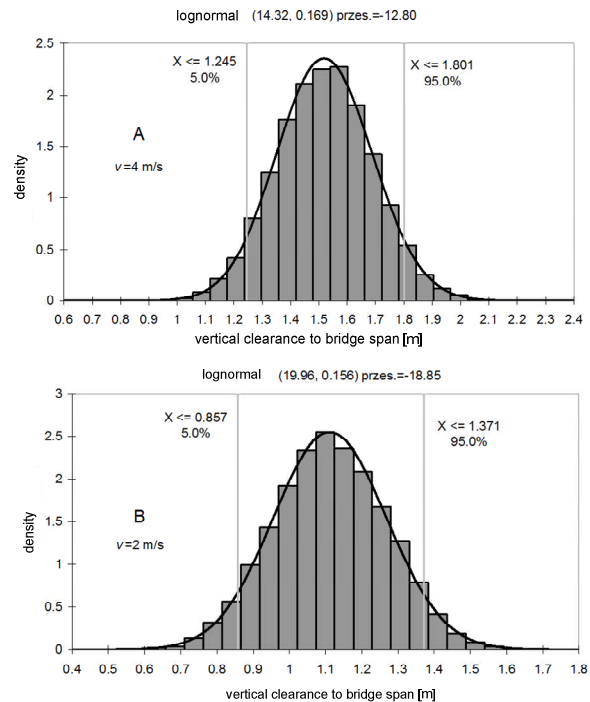 lognormal (14.32, 0.169) przes.=-12.80
2.5
X <= 1.245
5.0%
X <= 1.801
95.0%
2
A
1.5
v=4 m/s
density
1
0.5
0
0.6 0.7 0.8 0.9 1 1.1 1.2 1.3 1.4 1.5 1.6 1.7 1.8 1.9 2 2.1 2.2 2.3 2.4
vertical clearance to bridge span [m]
lognormal (19.96, 0.156) przes.=-18.85
3
X <= 0.857
5.0%
X <= 1.371
95.0%
2.5
2
B
1.5
v=2 m/s
density
1
0.5
0
0.4 0.5 0.6 0.7 0.8 0.9 1 1.1 1.2 1.3 1.4 1.5 1.6 1.7 1.8
vertical clearance to bridge span [m]